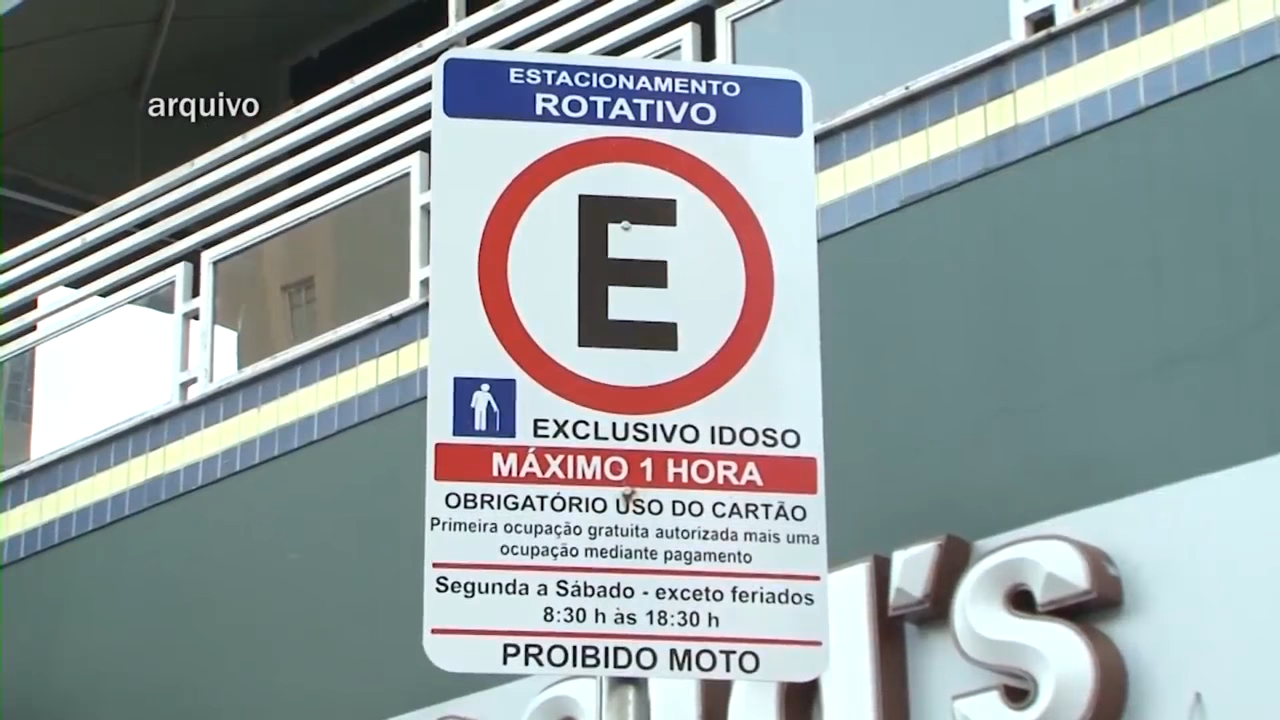 arquivo
ESTACIONAMENTO
ROTATIVO
E
EXCLUSIVO IDOSO
MÁXIMO 1 HORA
OBRIGATÓRIO USO DO CARTÃO
Primeira ocupação gratuita autorizada mais uma
ocupação mediante pagamento
Segunda a Sábado - exceto feriados
8:30 h às 18:30 h
PROIBIDO MOTO